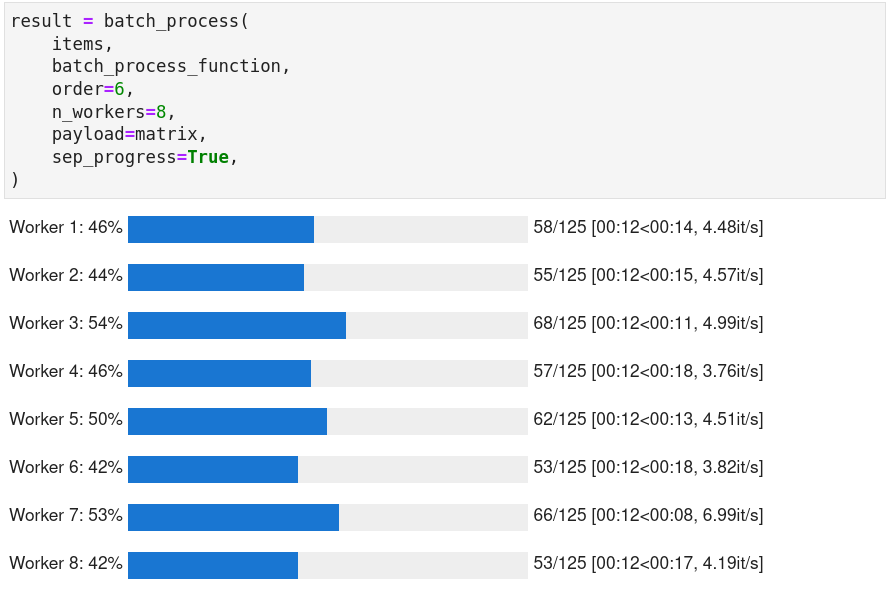 result = batch_process(
    items,
    batch_process_function,
    order=6,
    n_workers=8,
    payload=matrix,
    sep_progress=True,
)
Worker 1: 46% 58/125 [00:12<00:14, 4.48it/s]
Worker 2: 44% 55/125 [00:12<00:15, 4.57it/s]
Worker 3: 54% 68/125 [00:12<00:11, 4.99it/s]
Worker 4: 46% 57/125 [00:12<00:18, 3.76it/s]
Worker 5: 50% 62/125 [00:12<00:13, 4.51it/s]
Worker 6: 42% 53/125 [00:12<00:18, 3.82it/s]
Worker 7: 53% 66/125 [00:12<00:08, 6.99it/s]
Worker 8: 42% 53/125 [00:12<00:17, 4.19it/s]